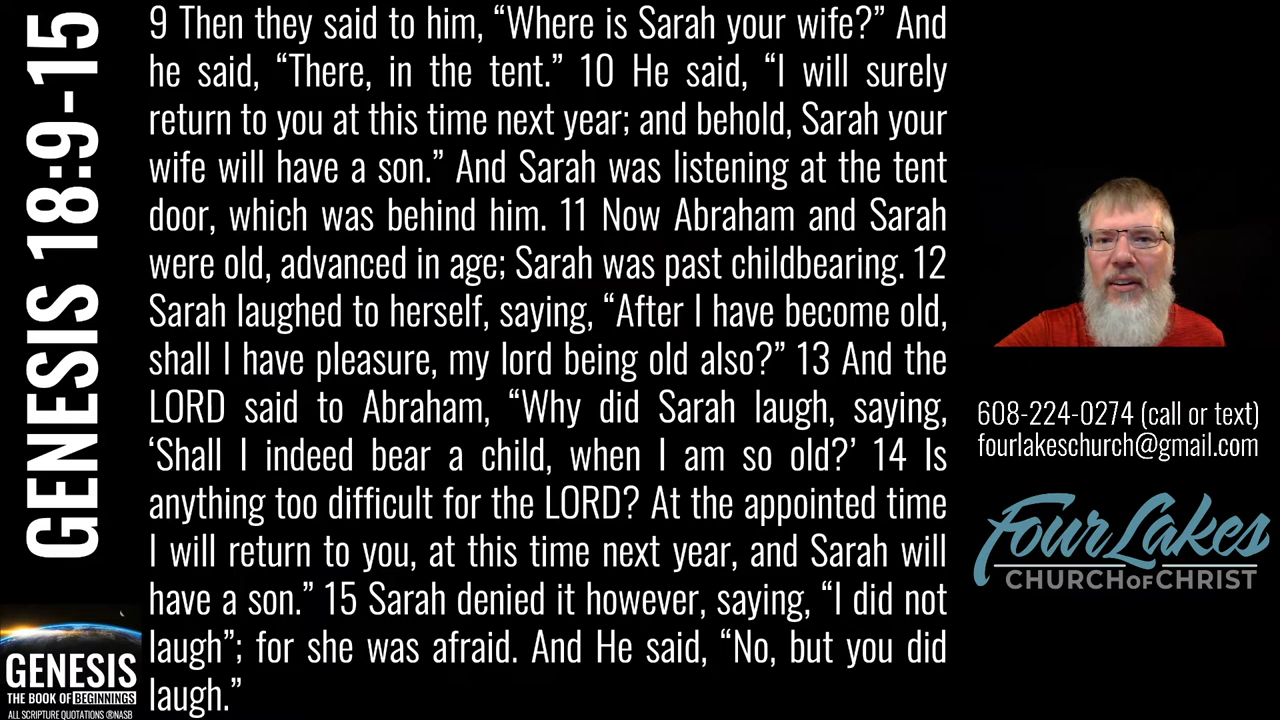 GENESIS 18:9-15
9 Then they said to him, “Where is Sarah your wife?” And
he said, “There, in the tent.” 10 He said, “I will surely
return to you at this time next year; and behold, Sarah your
wife will have a son.” And Sarah was listening at the tent
door, which was behind him. 11 Now Abraham and Sarah
were old, advanced in age; Sarah was past childbearing. 12
Sarah laughed to herself, saying, “After I have become old,
shall I have pleasure, my lord being old also?” 13 And the
LORD said to Abraham, “Why did Sarah laugh, saying,
‘Shall I indeed bear a child, when I am so old?’ 14 Is
anything too difficult for the LORD? At the appointed time
I will return to you, at this time next year, and Sarah will
have a son.” 15 Sarah denied it however, saying, “I did not
laugh”; for she was afraid. And He said, “No, but you did
laugh.”
GENESIS
THE BOOK OF BEGINNINGS
ALL SCRIPTURE QUOTATIONS ®NASB
608-224-0274 (call or text)
fourlakeschurch@gmail.com
Four Lakes
CHURCH OF CHRIST